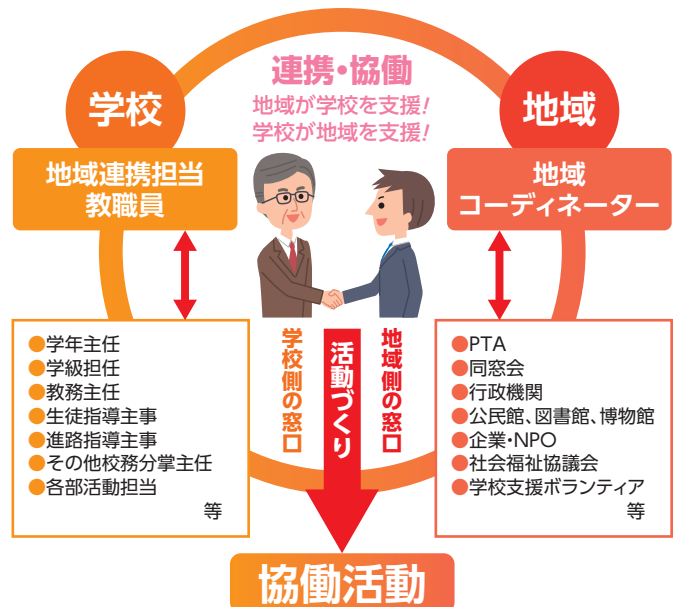 連携・協働
地域が学校を支援!
学校が地域を支援!
学校
地域連携担当
教職員
地域
地域
コーディネーター
●学年主任
●学級担任
●教務主任
●生徒指導主事
●進路指導主事
●その他校務分掌主任
●各部活動担当
等
学校側の窓口
活動づくり
地域側の窓口
●PTA
●同窓会
●行政機関
●公民館、図書館、博物館
●企業・NPO
●社会福祉協議会
●学校支援ボランティア
等
協働活動